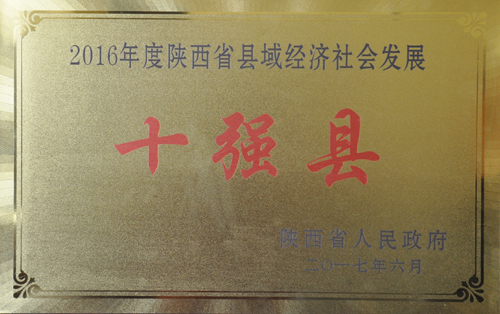 2016年度陕西省县域经济社会发展
十强县
陕西省人民政府
二〇一七年六月